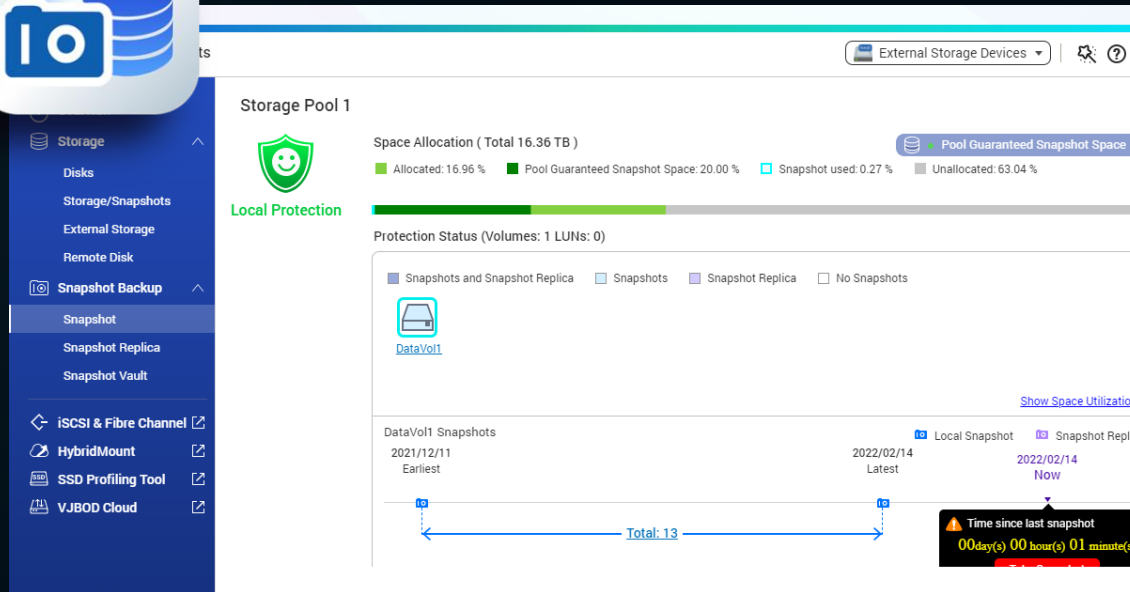 ts
External Storage Devices
Storage
Disks
Storage/Snapshots
External Storage
Remote Disk
Snapshot Backup
Snapshot
Snapshot Replica
Snapshot Vault
iSCSI & Fibre Channel
HybridMount
SSD Profiling Tool
VJBOD Cloud
Storage Pool 1
Local Protection
Space Allocation ( Total 16.36 TB )
Pool Guaranteed Snapshot Space
Allocated: 16.96 % Pool Guaranteed Snapshot Space: 20.00 % Snapshot used: 0.27 % Unallocated: 63.04 %
Protection Status (Volumes: 1 LUNs: 0)
Snapshots and Snapshot Replica Snapshots Snapshot Replica No Snapshots
DataVol1
Show Space Utilizatio
DataVol1 Snapshots
Local Snapshot Snapshot Repl
2021/12/11
Earliest
2022/02/14
Latest
2022/02/14
Now
Total: 13
Time since last snapshot
00day(s) 00 hour(s) 01 minute(s